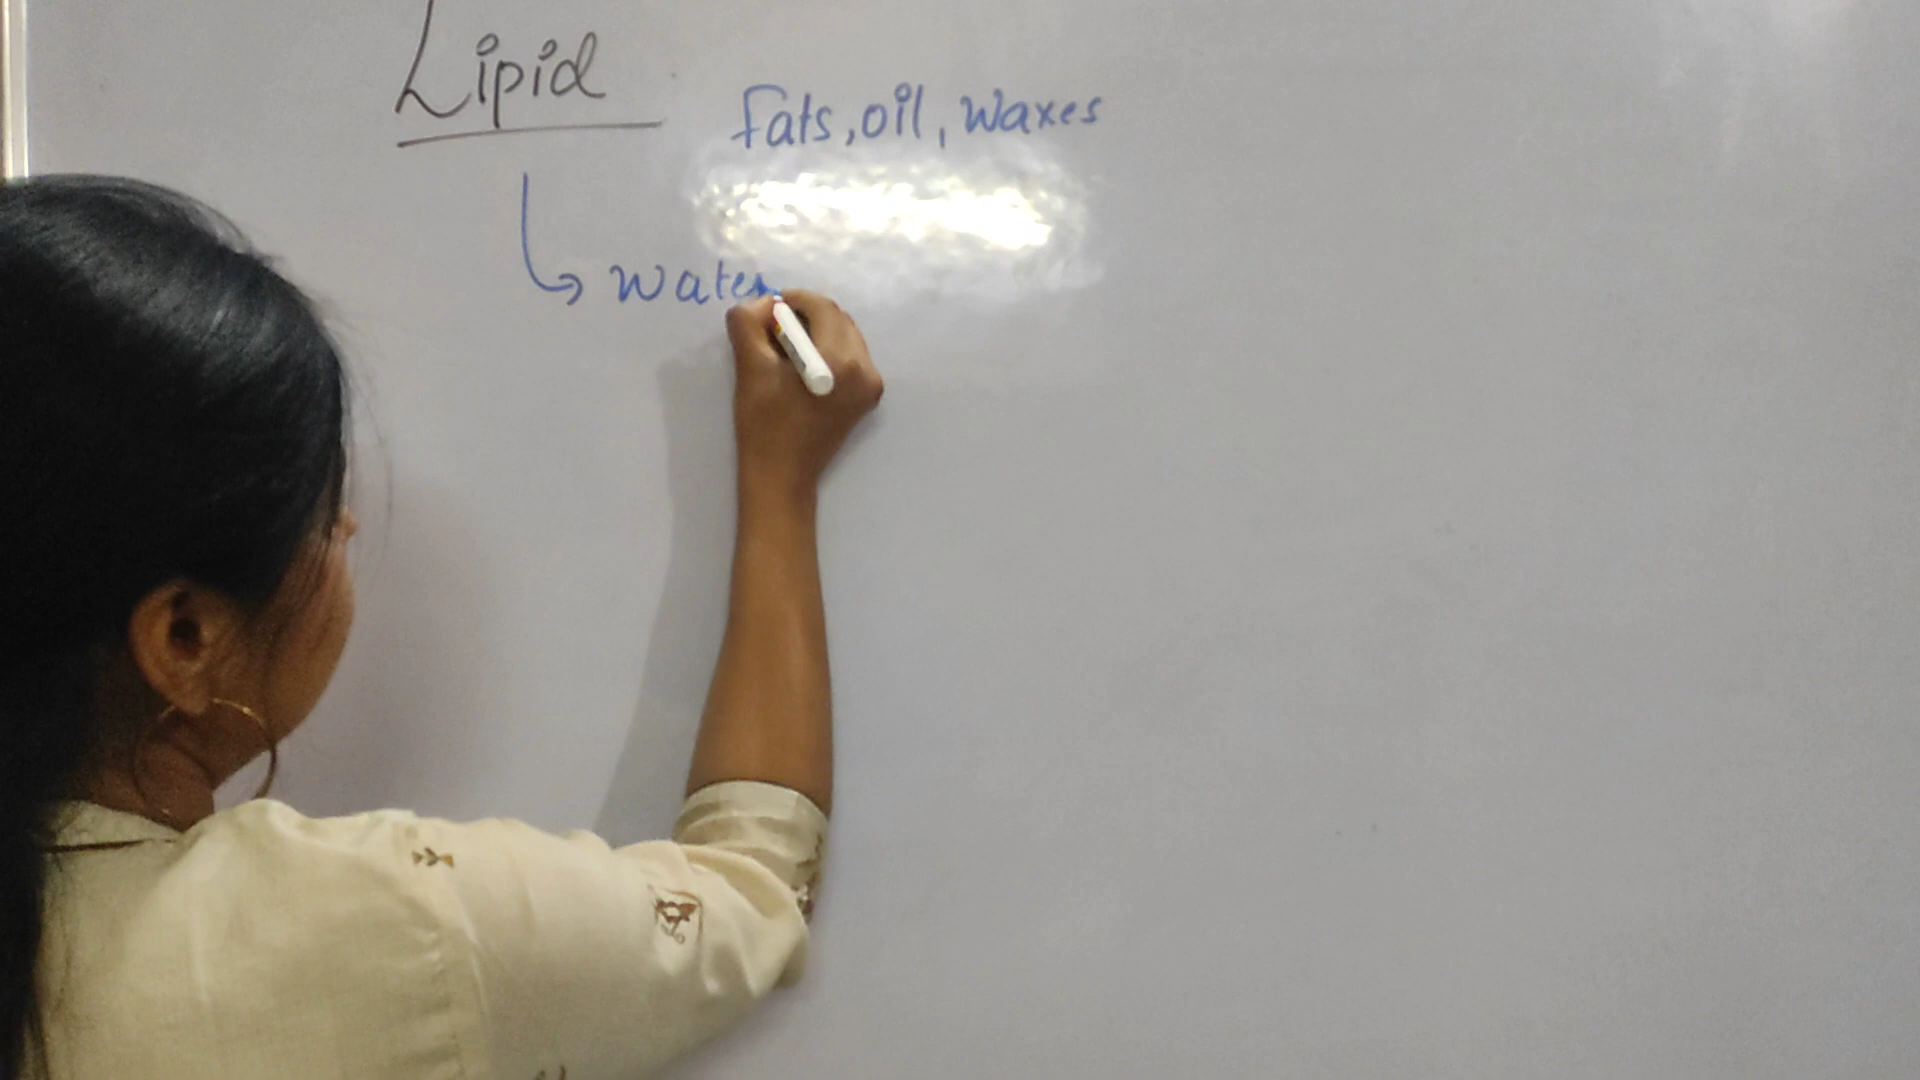 Lipid
fats, oil, waxes
↳ water